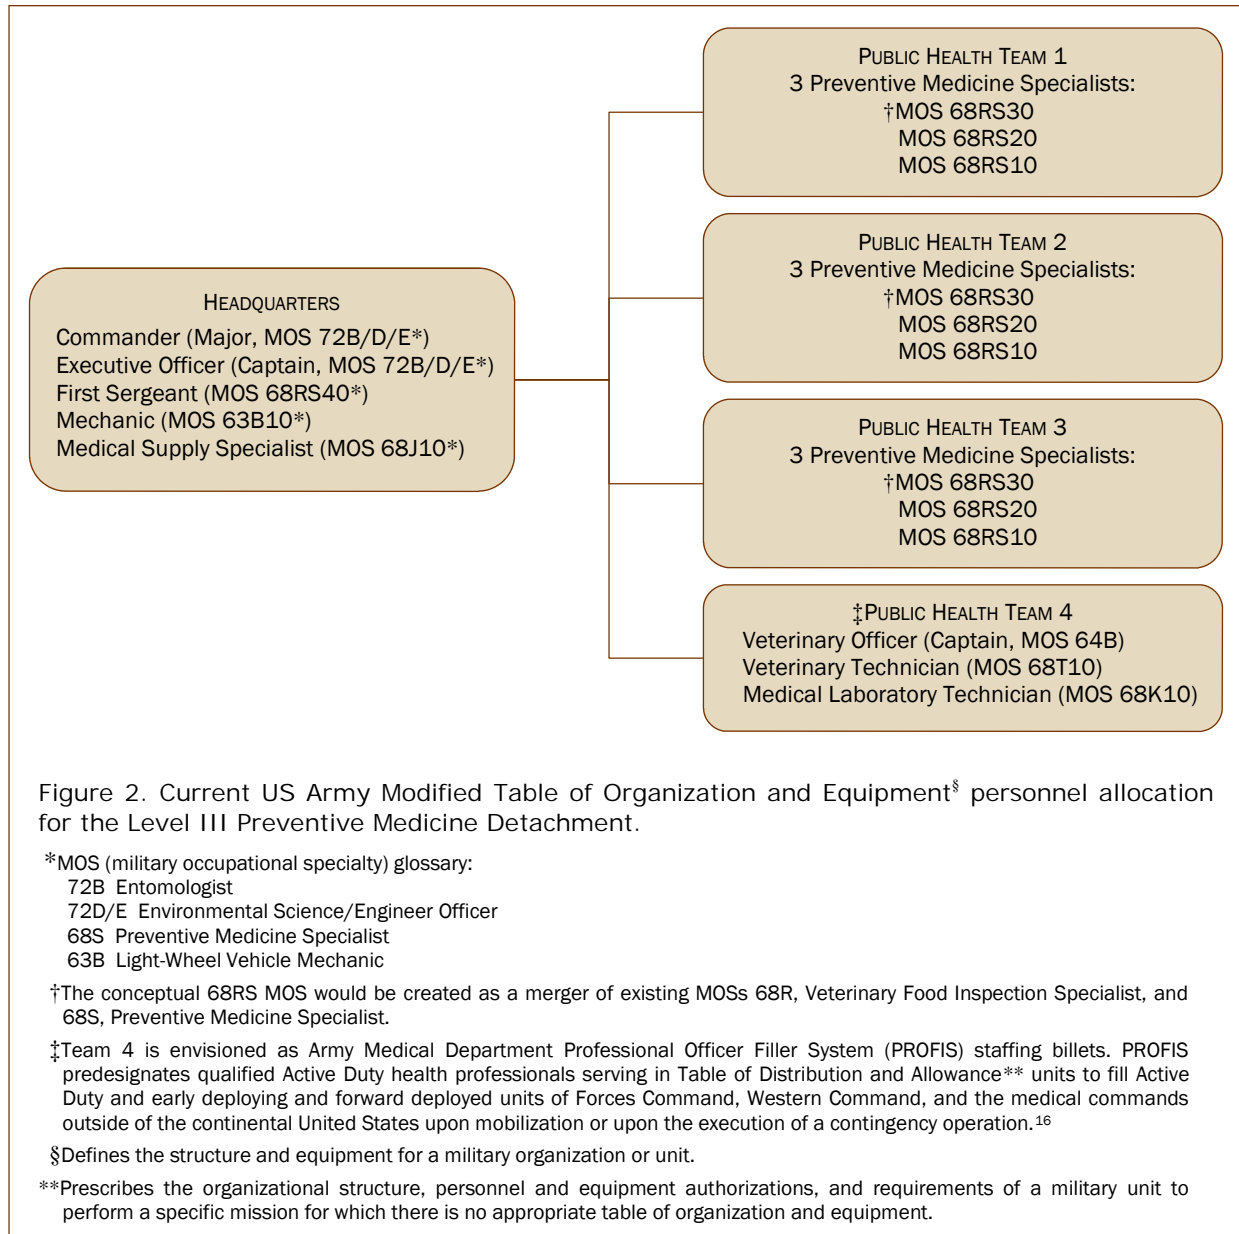 PUBLIC HEALTH TEAM 1
3 Preventive Medicine Specialists:
†MOS 68RS30
MOS 68RS20
MOS 68RS10
PUBLIC HEALTH TEAM 2
3 Preventive Medicine Specialists:
†MOS 68RS30
MOS 68RS20
MOS 68RS10
HEADQUARTERS
Commander (Major, MOS 72B/D/E*)
Executive Officer (Captain, MOS 72B/D/E*)
First Sergeant (MOS 68RS40*)
Mechanic (MOS 63B10*)
Medical Supply Specialist (MOS 68J10*)
PUBLIC HEALTH TEAM 3
3 Preventive Medicine Specialists:
†MOS 68RS30
MOS 68RS20
MOS 68RS10
‡PUBLIC HEALTH TEAM 4
Veterinary Officer (Captain, MOS 64B)
Veterinary Technician (MOS 68T10)
Medical Laboratory Technician (MOS 68K10)
Figure 2. Current US Army Modified Table of Organization and Equipment§ personnel allocation
for the Level III Preventive Medicine Detachment.
*MOS (military occupational specialty) glossary:
72B Entomologist
72D/E Environmental Science/Engineer Officer
68S Preventive Medicine Specialist
63B Light-Wheel Vehicle Mechanic
†The conceptual 68RS MOS would be created as a merger of existing MOSs 68R, Veterinary Food Inspection Specialist, and
68S, Preventive Medicine Specialist.
‡Team 4 is envisioned as Army Medical Department Professional Officer Filler System (PROFIS) staffing billets. PROFIS
predesignates qualified Active Duty health professionals serving in Table of Distribution and Allowance** units to fill Active
Duty and early deploying and forward deployed units of Forces Command, Western Command, and the medical commands
outside of the continental United States upon mobilization or upon the execution of a contingency operation.16
§Defines the structure and equipment for a military organization or unit.
**Prescribes the organizational structure, personnel and equipment authorizations, and requirements of a military unit to
perform a specific mission for which there is no appropriate table of organization and equipment.